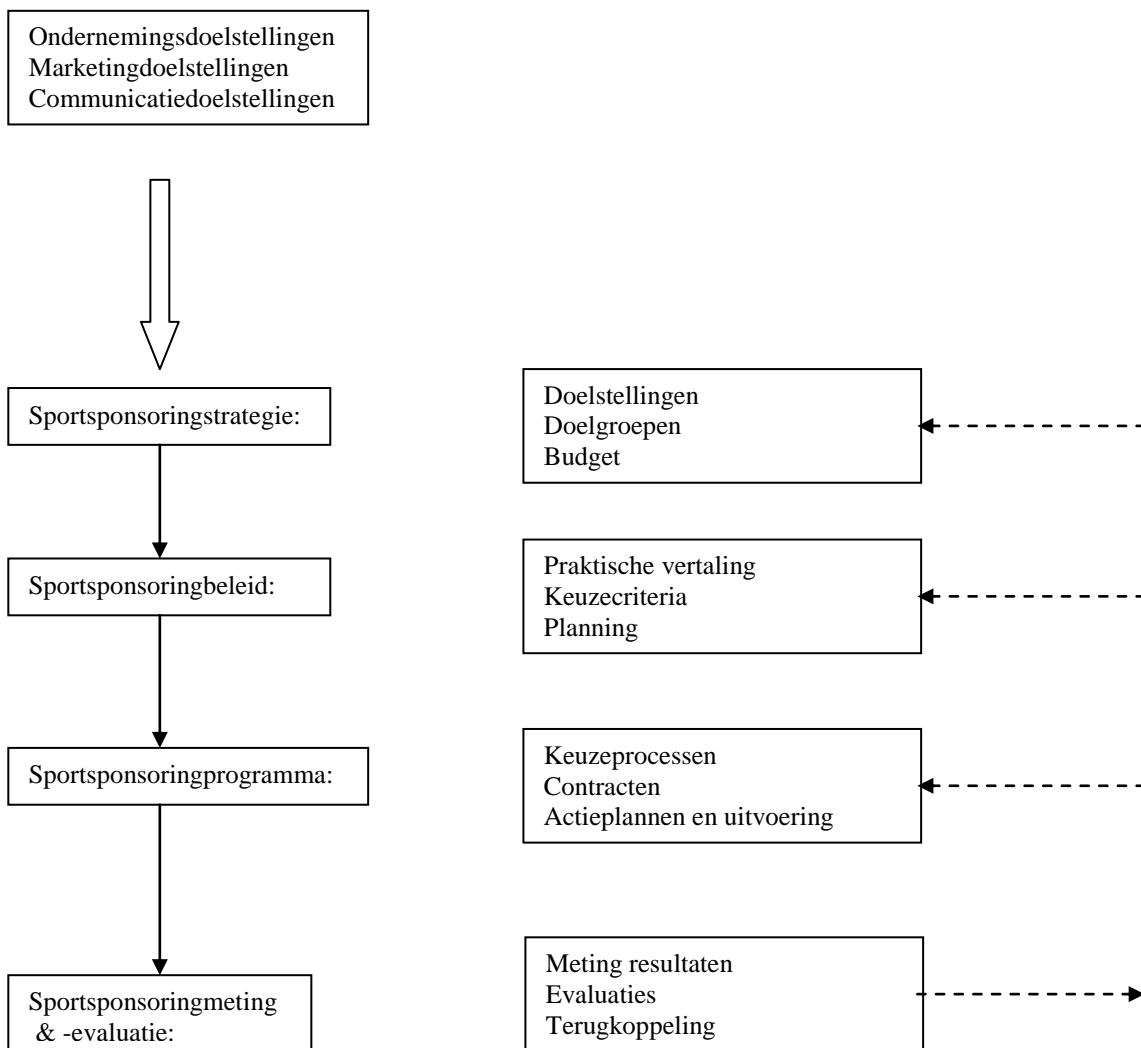 Ondernemingsdoelstellingen
Marketingdoelstellingen
Communicatiedoelstellingen
Sportsponsoringstrategie:
Doelstellingen
Doelgroepen
Budget
Sportsponsoringbeleid:
Praktische vertaling
Keuzecriteria
Planning
Sportsponsoringprogramma:
Keuzeprocessen
Contracten
Actieplannen en uitvoering
Sportsponsoringmeting
& -evaluatie:
Meting resultaten
Evaluaties
Terugkoppeling